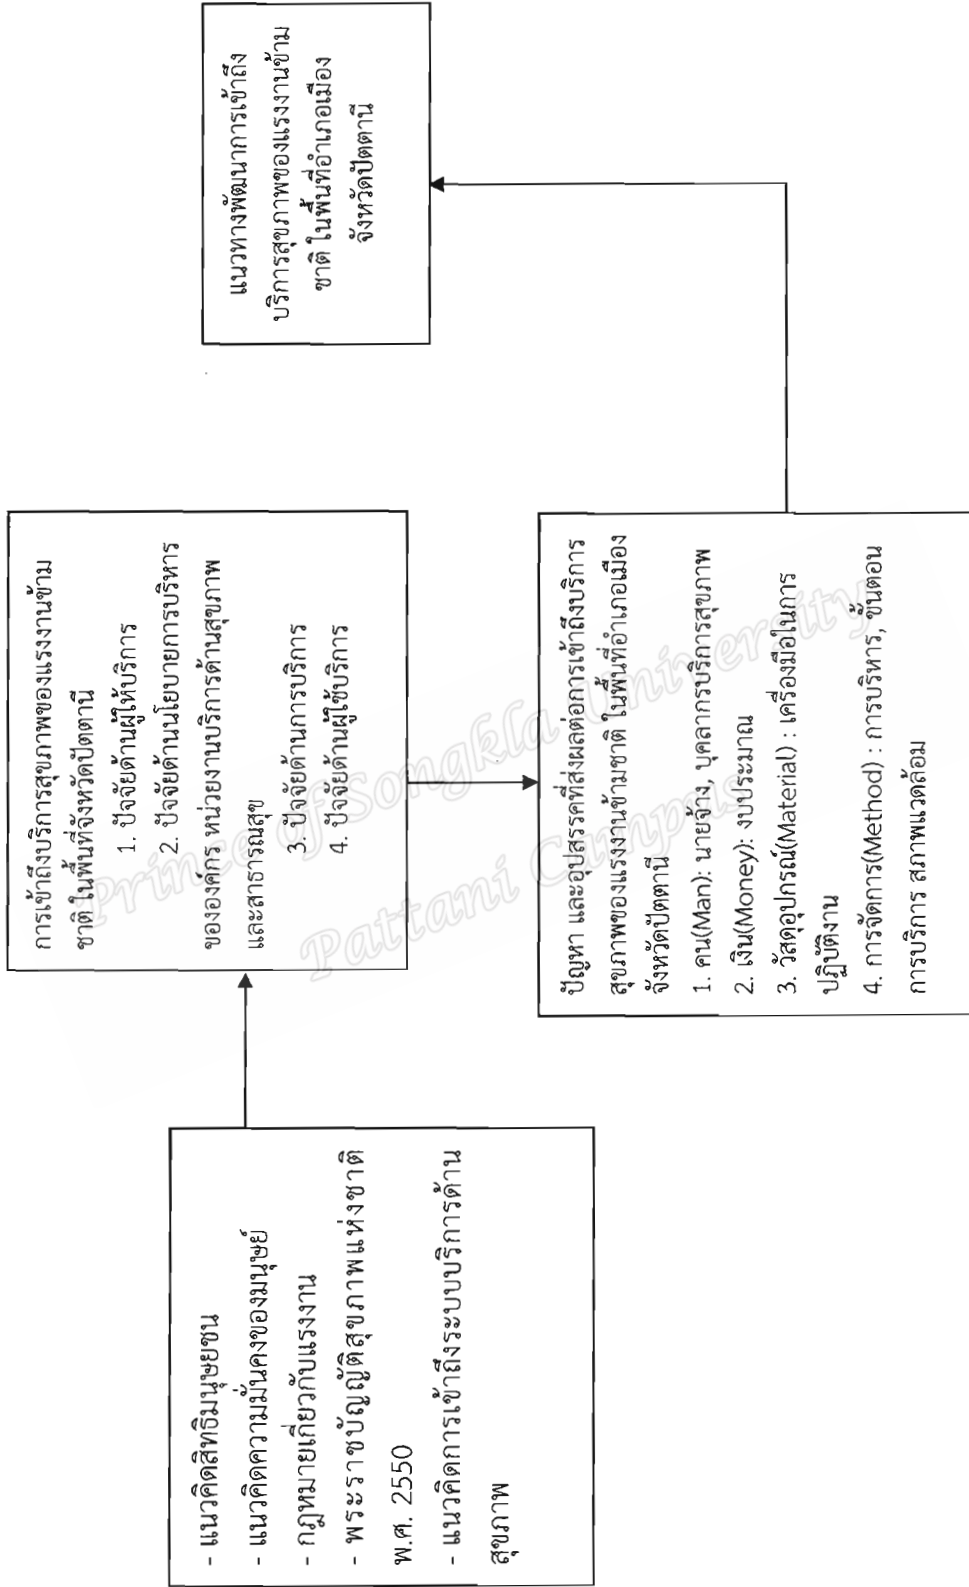 - แนวคิดสิทธิมนุษยชน
- แนวคิดความมั่นคงของมนุษย์
- กฎหมายเกี่ยวกับแรงงาน
- พระราชบัญญัติสุขภาพแห่งชาติ
พ.ศ. 2550
- แนวคิดการเข้าถึงระบบบริการด้าน
สุขภาพ
การเข้าถึงบริการสุขภาพของแรงงานข้าม
ชาติ ในพื้นที่จังหวัดปัตตานี
1. ปัจจัยด้านผู้ให้บริการ
2. ปัจจัยด้านนโยบายการบริหาร
ขององค์กร หน่วยงานบริการด้านสุขภาพ
และสาธารณสุข
3. ปัจจัยด้านการบริการ
4. ปัจจัยด้านผู้ใช้บริการ
ปัญหา และอุปสรรคที่ส่งผลต่อการเข้าถึงบริการ
สุขภาพของแรงงานข้ามชาติ ในพื้นที่อำเภอเมือง
จังหวัดปัตตานี
1. คน(Man): นายจ้าง, บุคลากรบริการสุขภาพ
2. เงิน(Money): งบประมาณ
3. วัสดุอุปกรณ์(Material) : เครื่องมือในการ
ปฏิบัติงาน
4. การจัดการ(Method) : การบริหาร, ขั้นตอน
การบริการ สภาพแวดล้อม
แนวทางพัฒนาการเข้าถึง
บริการสุขภาพของแรงงานข้าม
ชาติ ในพื้นที่อำเภอเมือง
จังหวัดปัตตานี
Prince of Songkla University
Pattani Campus